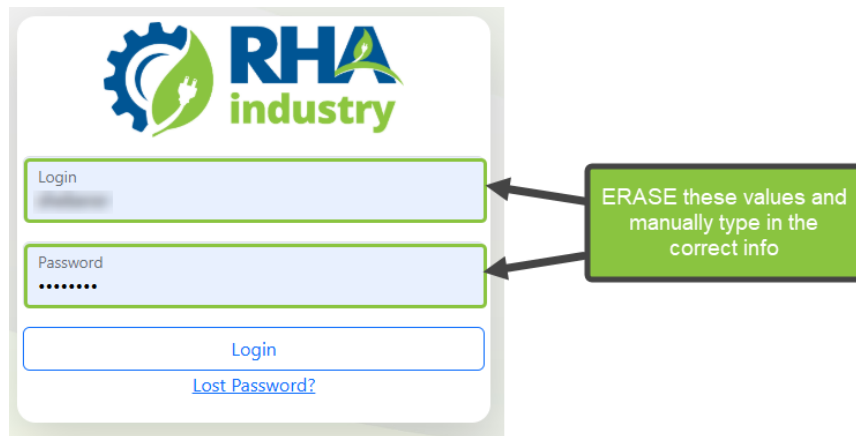 RHA
industry
Login
Password
••••••••
Login
Lost Password?
ERASE these values and
manually type in the
correct info